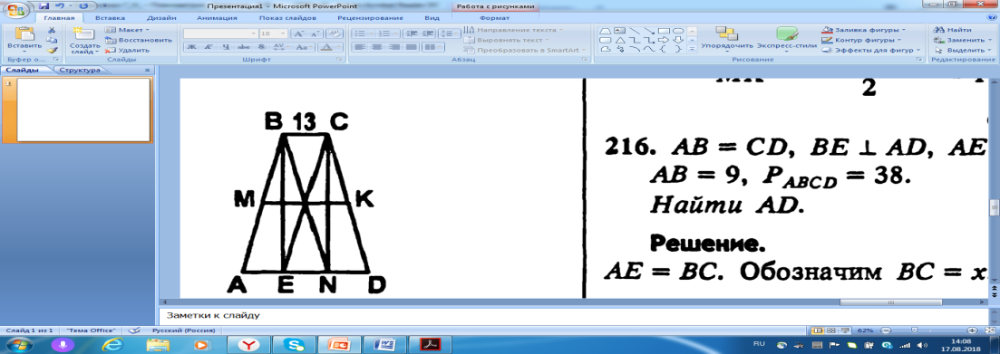 Презентация1 - Microsoft PowerPoint
Работа с рисунками
Главная Вставка Дизайн Анимация Показ слайдов Рецензирование Вид Формат
Вставить
Создать слайд
Макет
Восстановить
Удалить
18
Ж К Ч abe S AV Aa A
Направление текста
Выровнять текст
Преобразовать в SmartArt
Упорядочить Экспресс-стили
Заливка фигуры
Контур фигуры
Эффекты для фигур
Найти
Заменить
Выделить
Буфер о... Слайды Шрифт Абзац Рисование Редактирование
Слайды Структура
1
B 13 C
M K
A E N D
2
216. AB = CD, BE ⊥ AD, AE
AB = 9, P_ABCD = 38.
Найти AD.
Решение.
AE = BC. Обозначим BC = x
Заметки к слайду
Слайд 1 из 1 "Тема Office" Русский (Россия) 62%
RU 14:08
17.08.2018